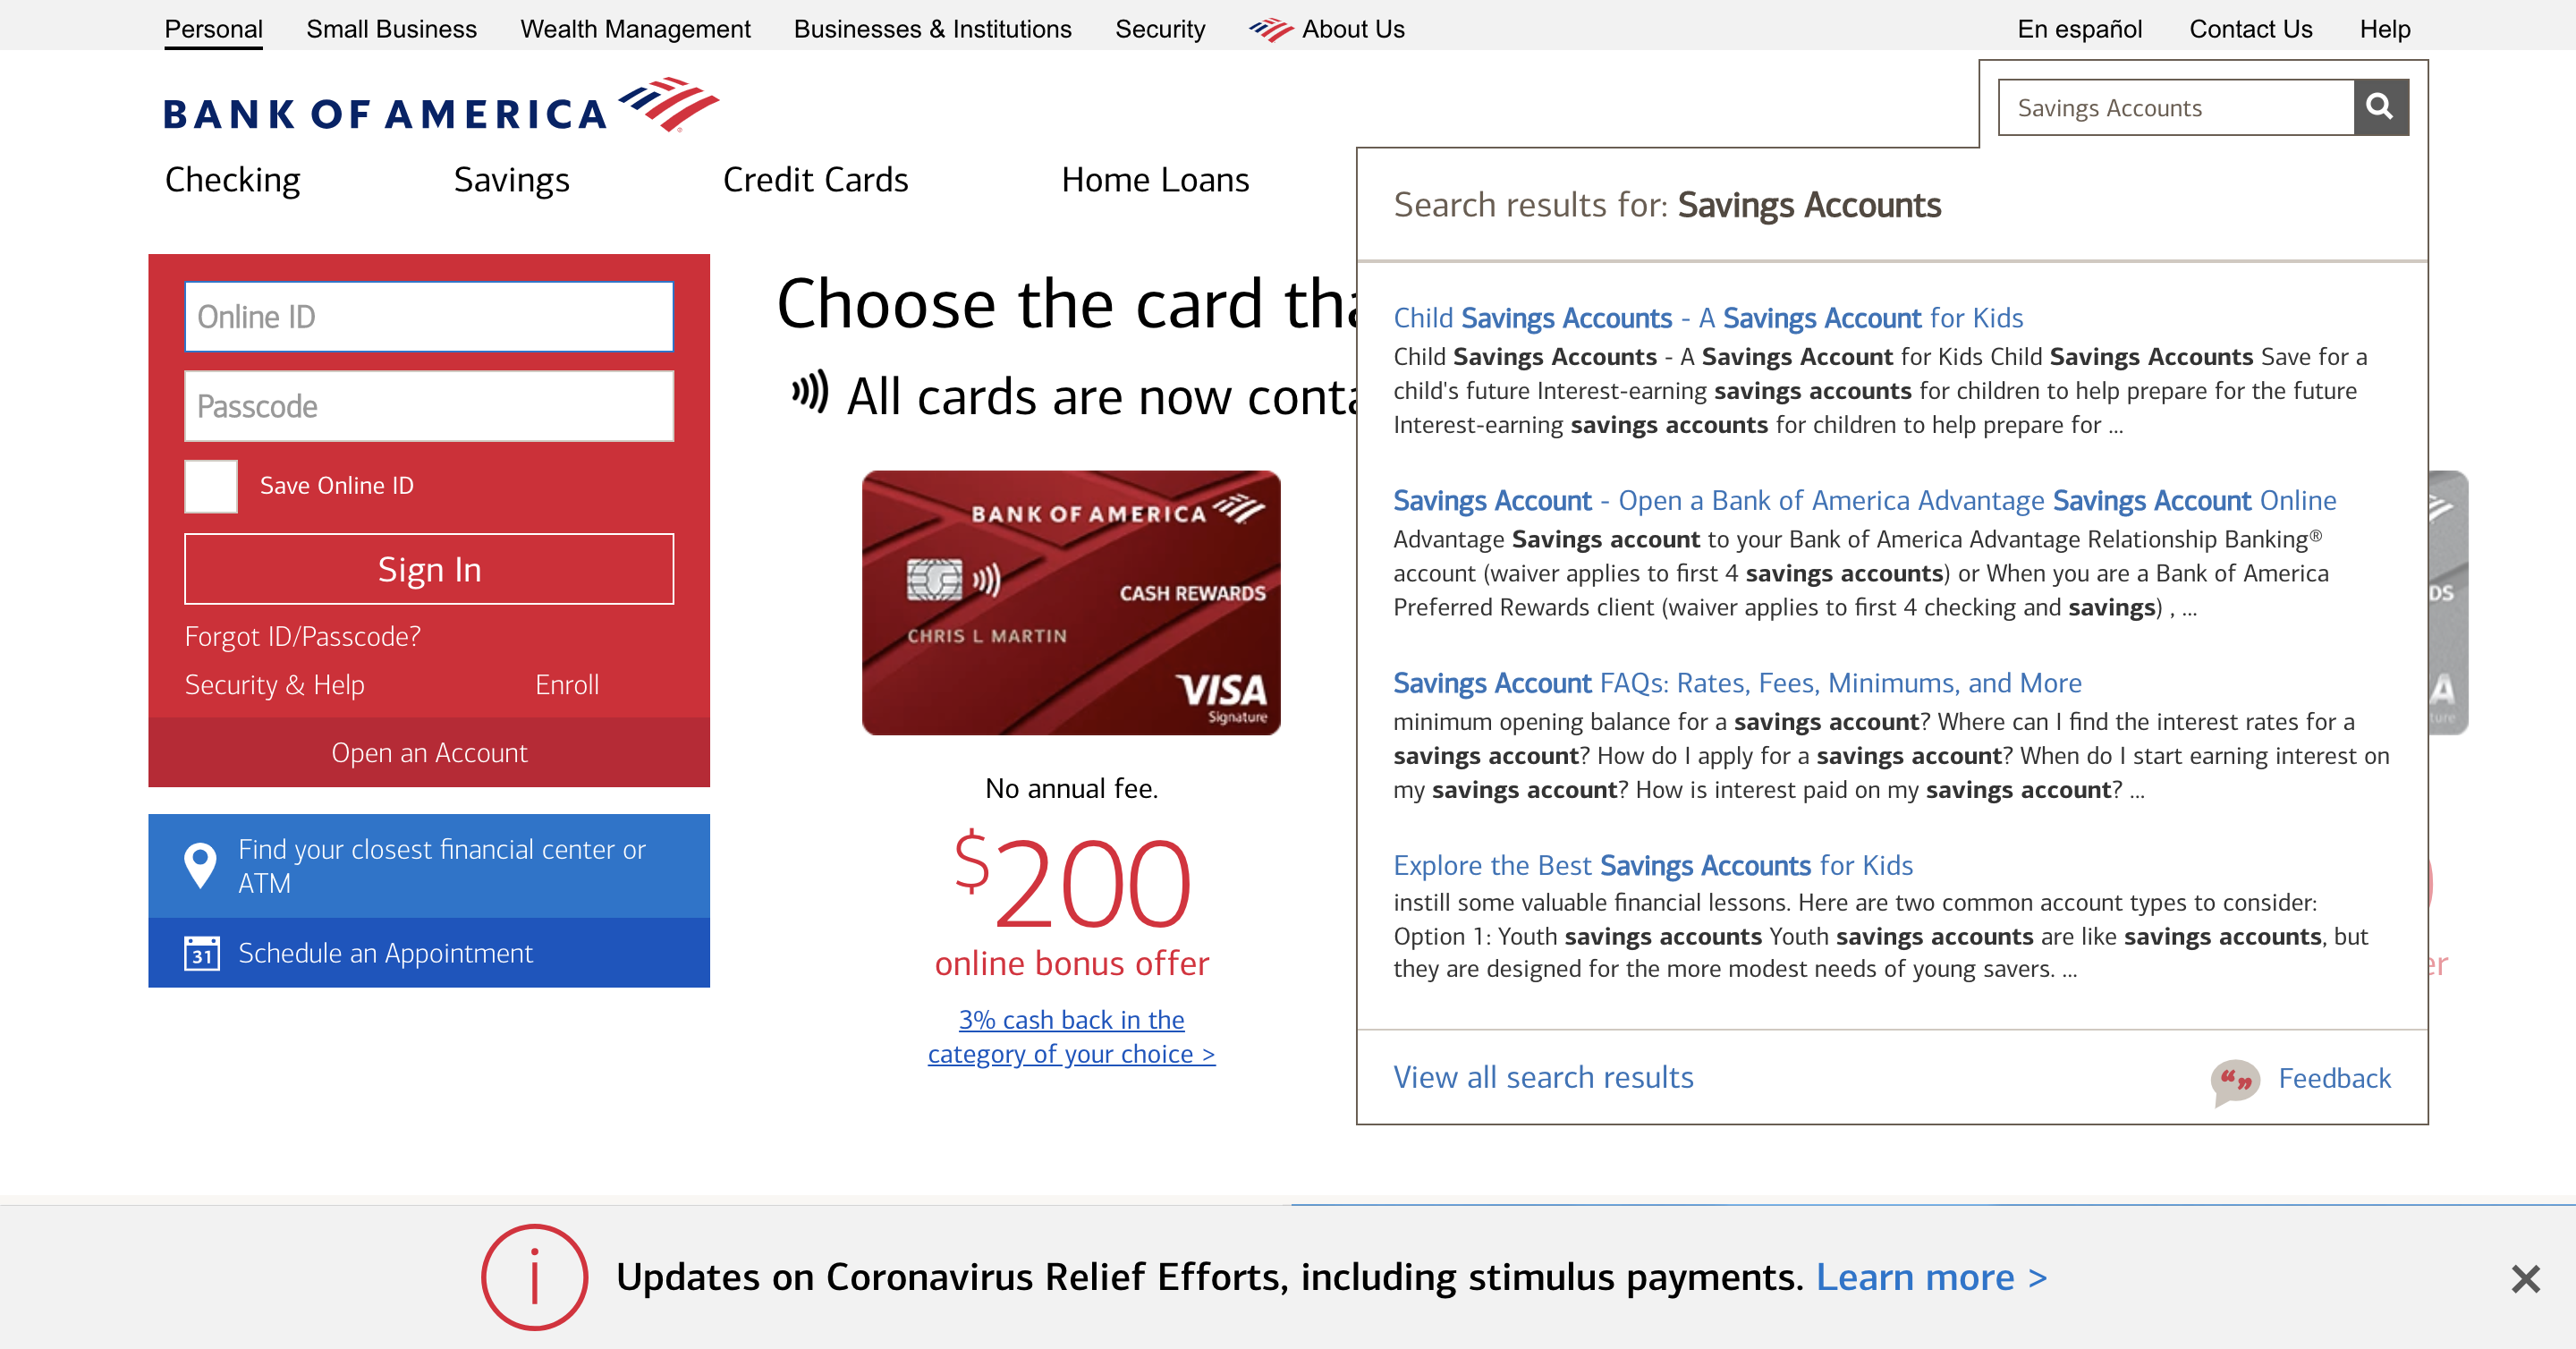 Personal Small Business Wealth Management Businesses & Institutions Security About Us En español Contact Us Help
BANK OF AMERICA
Savings Accounts
Checking Savings Credit Cards Home Loans
Online ID
Passcode
Save Online ID
Sign In
Forgot ID/Passcode?
Security & Help Enroll
Open an Account
Find your closest financial center or
ATM
31 Schedule an Appointment
Choose the card tha
All cards are now conta
BANK OF AMERICA
CASH REWARDS
CHRIS L MARTIN
VISA
Signature
No annual fee.
$200
online bonus offer
3% cash back in the
category of your choice >
Search results for: Savings Accounts
Child Savings Accounts - A Savings Account for Kids
Child Savings Accounts - A Savings Account for Kids Child Savings Accounts Save for a
child's future Interest-earning savings accounts for children to help prepare for the future
Interest-earning savings accounts for children to help prepare for ...
Savings Account - Open a Bank of America Advantage Savings Account Online
Advantage Savings account to your Bank of America Advantage Relationship Banking®
account (waiver applies to first 4 savings accounts) or When you are a Bank of America
Preferred Rewards client (waiver applies to first 4 checking and savings) , ...
Savings Account FAQs: Rates, Fees, Minimums, and More
minimum opening balance for a savings account? Where can I find the interest rates for a
savings account? How do I apply for a savings account? When do I start earning interest on
my savings account? How is interest paid on my savings account? ...
Explore the Best Savings Accounts for Kids
instill some valuable financial lessons. Here are two common account types to consider:
Option 1: Youth savings accounts Youth savings accounts are like savings accounts, but
they are designed for the more modest needs of young savers. ...
View all search results
Feedback
DS
A
ture
er
Updates on Coronavirus Relief Efforts, including stimulus payments. Learn more >